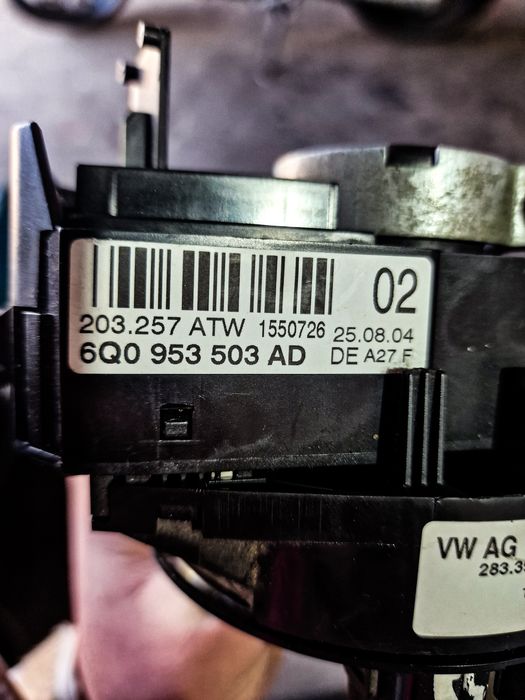 02
203.257 ATW 1550726 25.08.04
6Q0 953 503 AD DE A27 F
VW AG